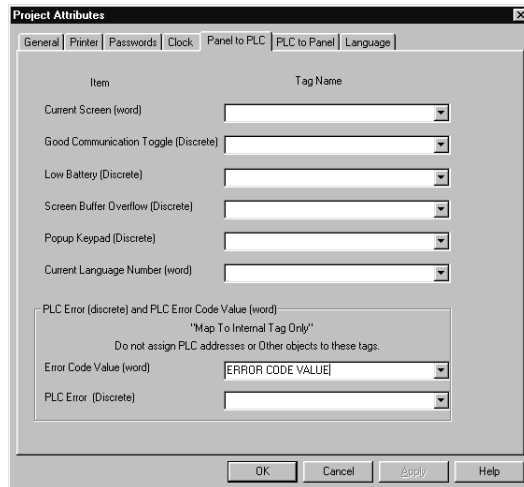 Project Attributes
General Printer Passwords Clock Panel to PLC PLC to Panel Language
Item Tag Name
Current Screen (word)
Good Communication Toggle (Discrete)
Low Battery (Discrete)
Screen Buffer Overflow (Discrete)
Popup Keypad (Discrete)
Current Language Number (word)
PLC Error (discrete) and PLC Error Code Value (word)
"Map To Internal Tag Only"
Do not assign PLC addresses or Other objects to these tags.
Error Code Value (word) ERROR CODE VALUE
PLC Error (Discrete)
OK Cancel Apply Help